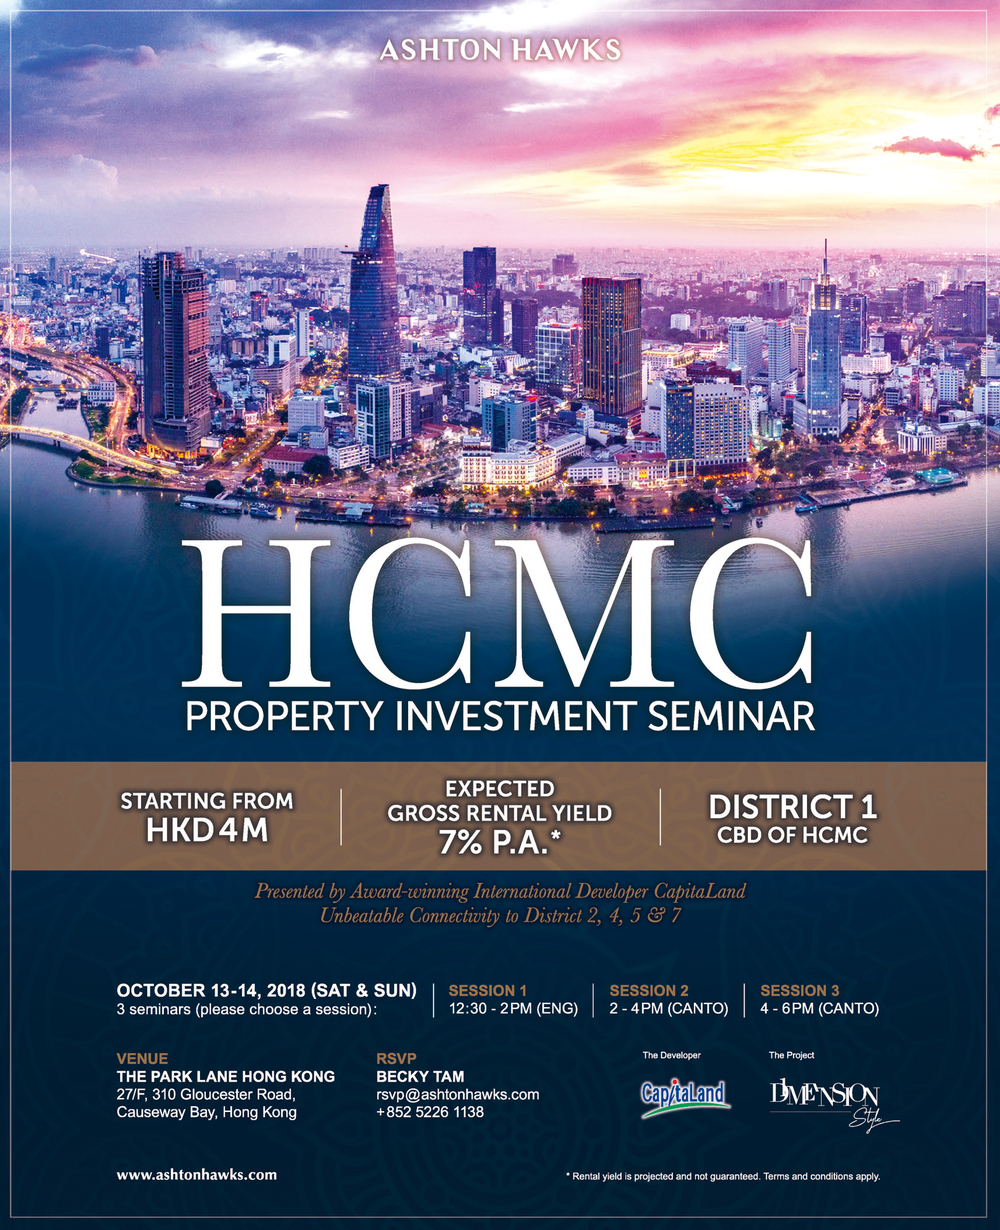 ASHTON HAWKS
HCMC
PROPERTY INVESTMENT SEMINAR
STARTING FROM
HKD 4M
EXPECTED
GROSS RENTAL YIELD
7% P.A.*
DISTRICT 1
CBD OF HCMC
Presented by Award-winning International Developer CapitaLand
Unbeatable Connectivity to District 2, 4, 5 & 7
OCTOBER 13-14, 2018 (SAT & SUN)
3 seminars (please choose a session):
SESSION 1
12:30 - 2PM (ENG)
SESSION 2
2 - 4PM (CANTO)
SESSION 3
4 - 6PM (CANTO)
VENUE
THE PARK LANE HONG KONG
27/F, 310 Gloucester Road,
Causeway Bay, Hong Kong
RSVP
BECKY TAM
rsvp@ashtonhawks.com
+852 5226 1138
The Developer
CapitaLand
The Project
DIMENSION
Style
www.ashtonhawks.com
* Rental yield is projected and not guaranteed. Terms and conditions apply.